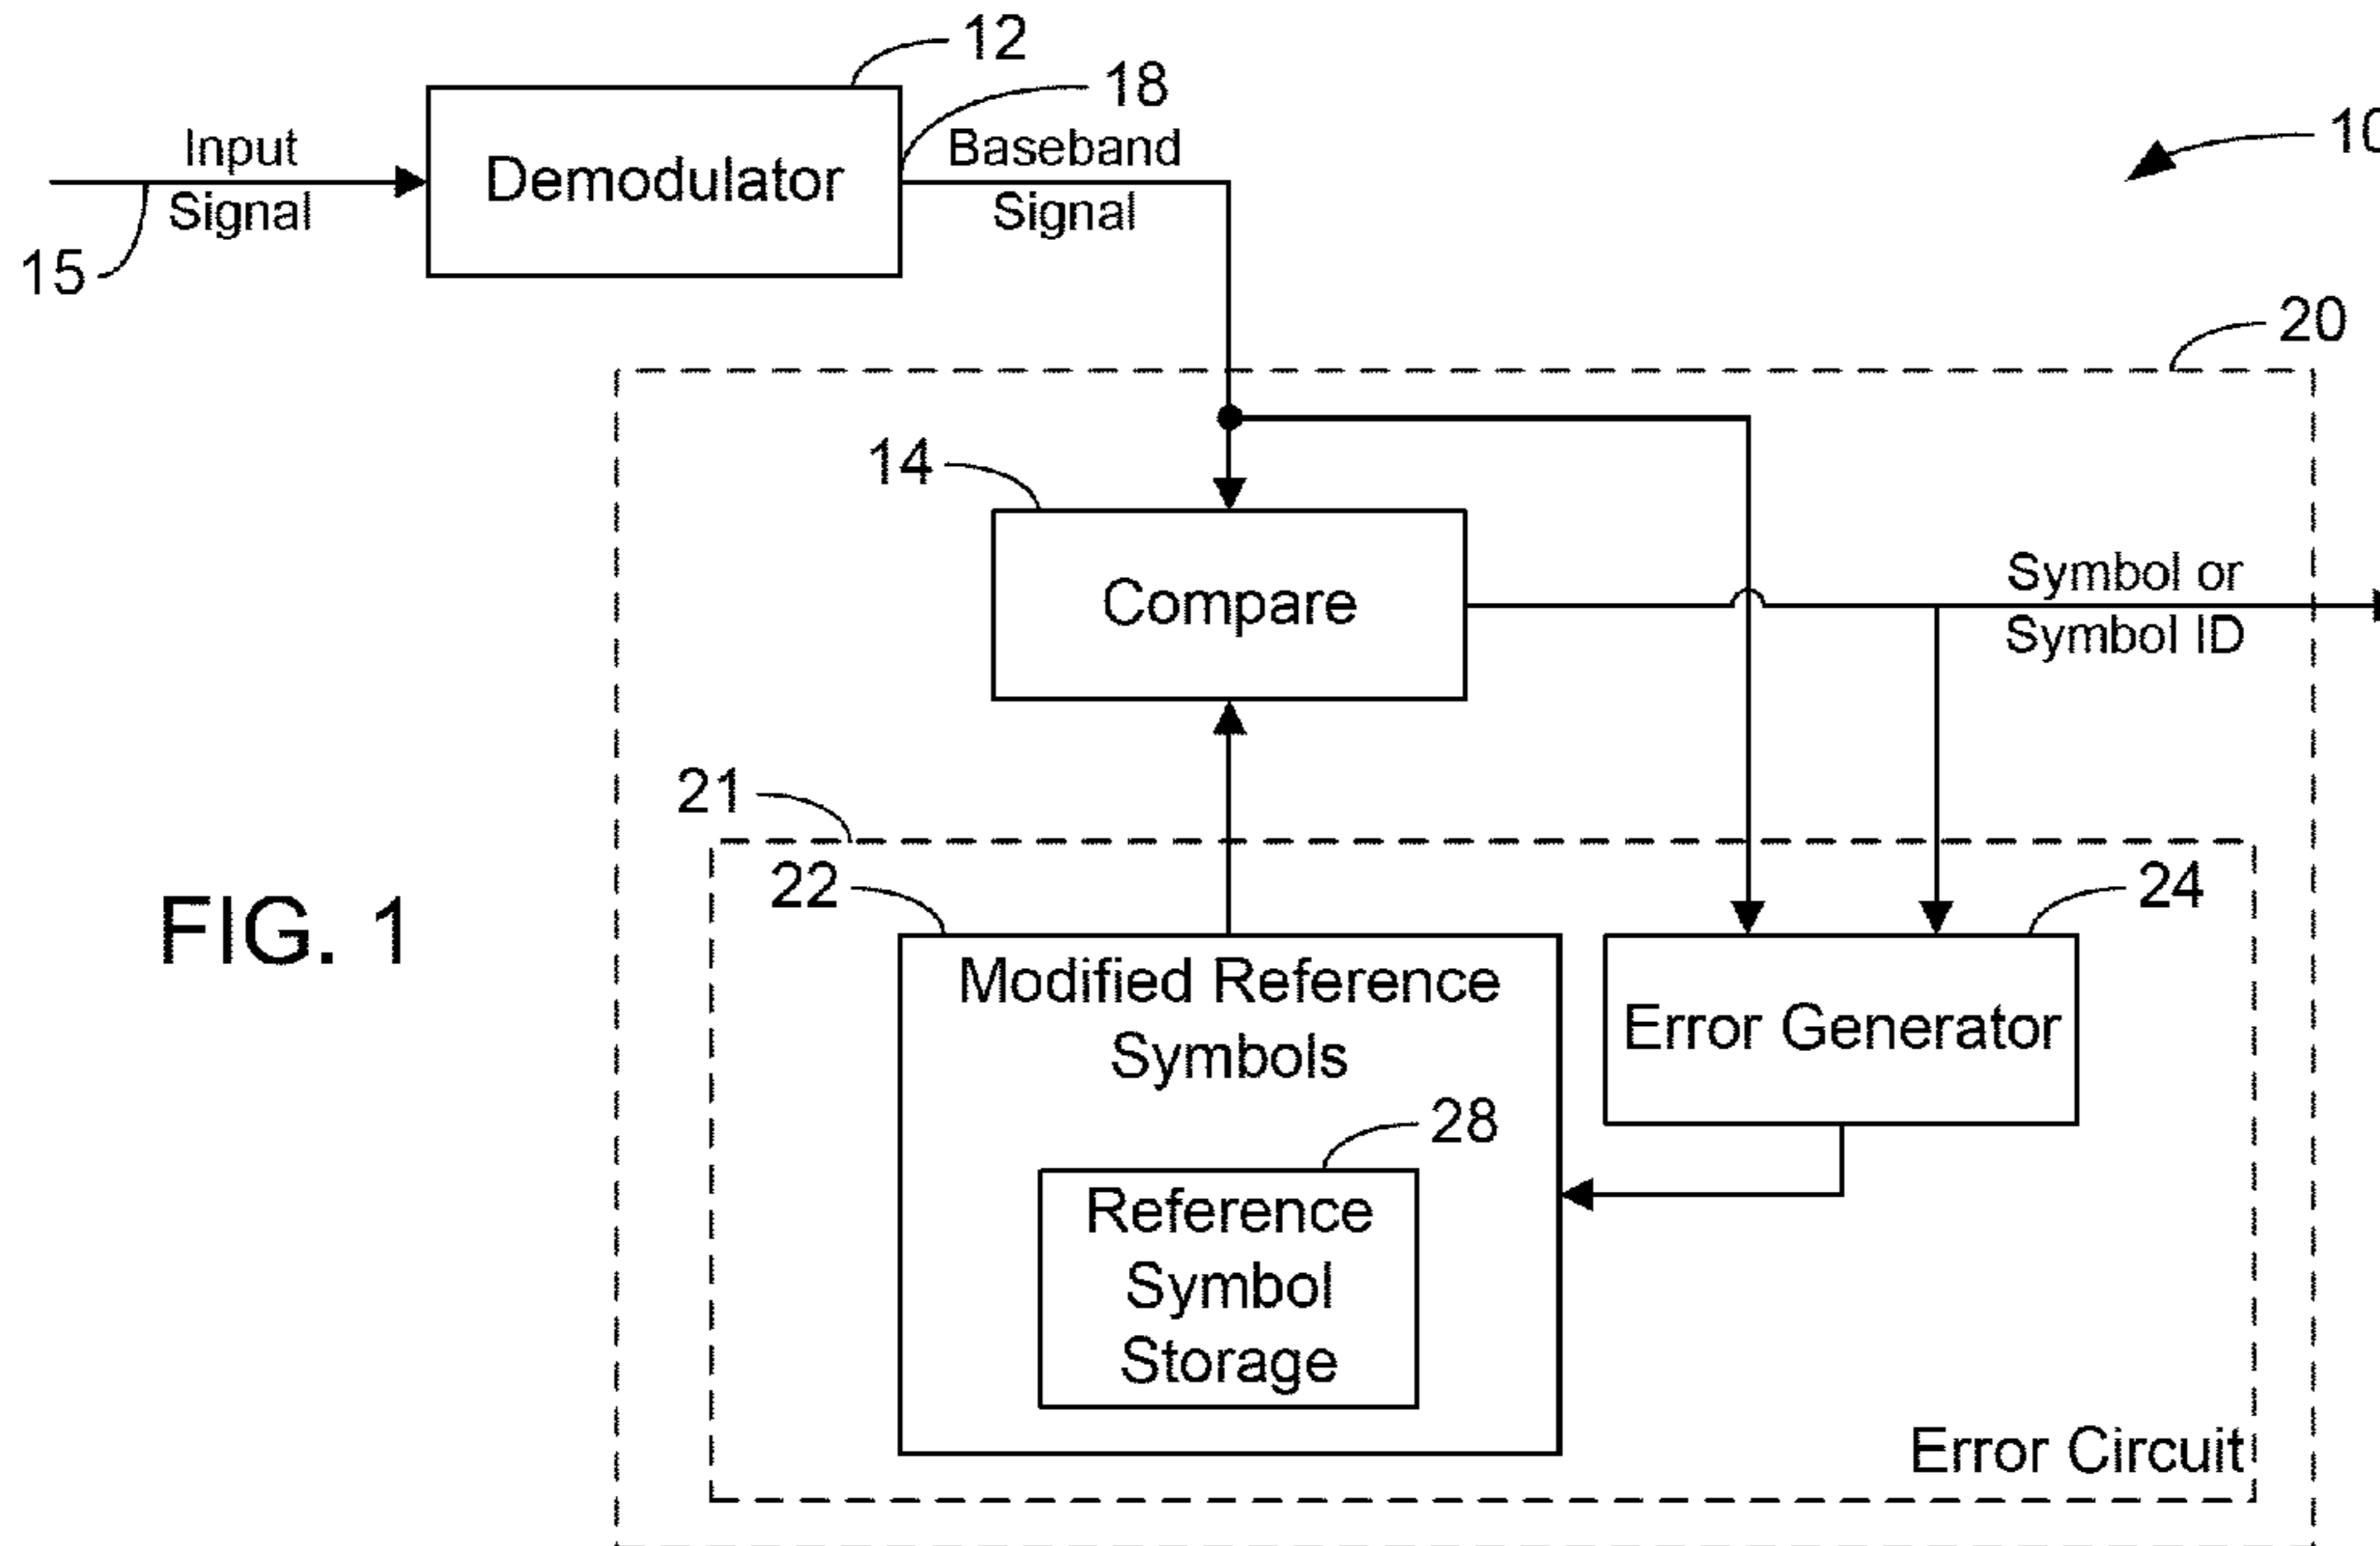 12
18
10
Input
Signal
Demodulator
Baseband
Signal
15
20
14
Compare
Symbol or
Symbol ID
21
22
24
FIG. 1
Modified Reference
Symbols
Error Generator
28
Reference
Symbol
Storage
Error Circuit